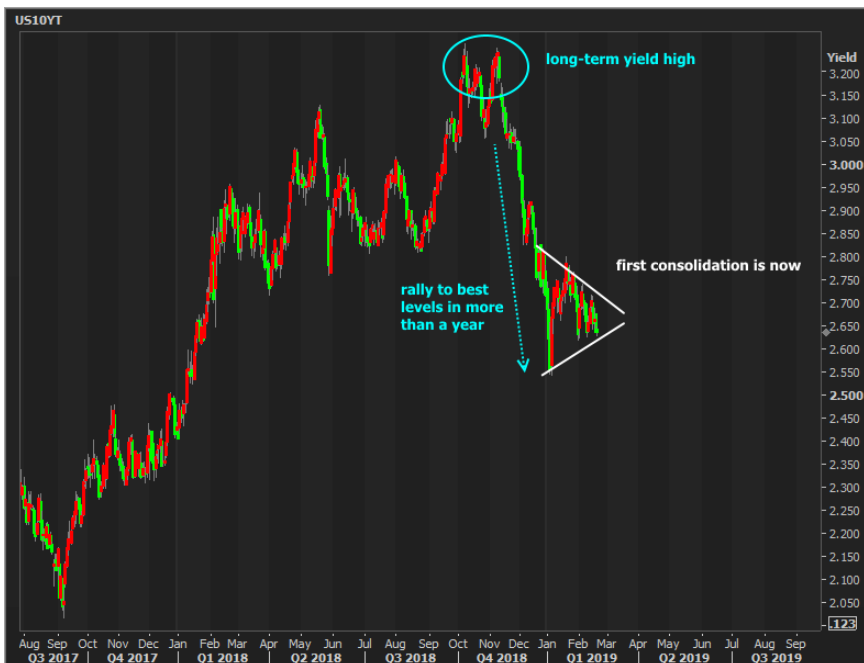 US10YT
Yield
long-term yield high
3.200
3.150
3.100
3.050
3.000
2.950
2.900
2.850
2.800
first consolidation is now
2.750
rally to best
levels in more
than a year
2.700
2.650
2.600
2.550
2.500
2.450
2.400
2.350
2.300
2.250
2.200
2.150
2.100
2.050
.123
Aug Sep Oct Nov Dec Jan Feb Mar Apr May Jun Jul Aug Sep Oct Nov Dec Jan Feb Mar Apr May Jun Jul Aug Sep
Q3 2017 Q4 2017 Q1 2018 Q2 2018 Q3 2018 Q4 2018 Q1 2019 Q2 2019 Q3 2019